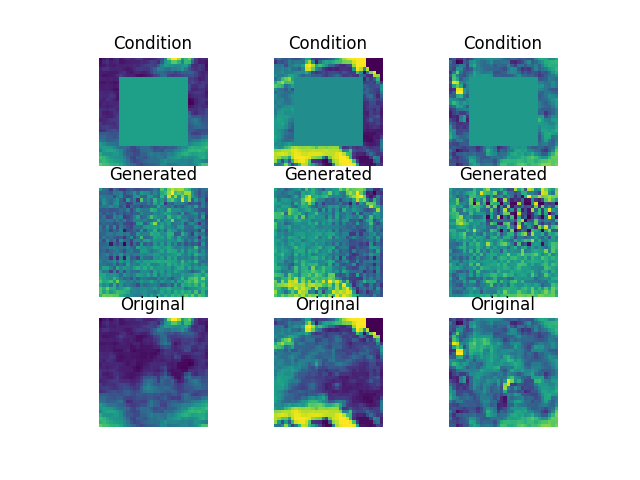 Condition Condition Condition
Generated Generated Generated
Original Original Original